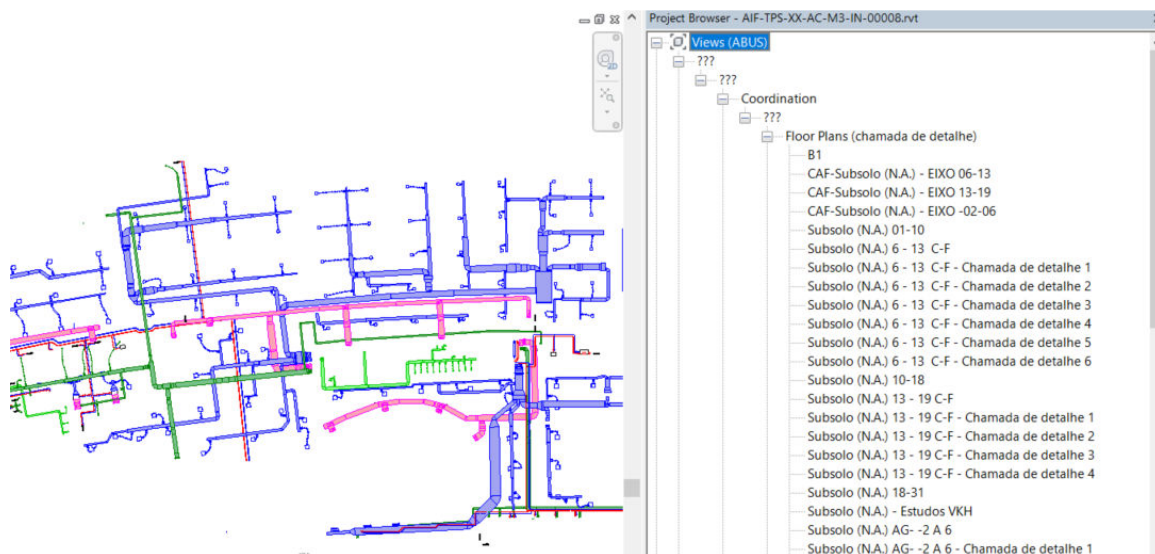 Project Browser - AIF-TPS-XX-AC-M3-IN-00008.rvt
Views (ABUS)
???
???
Coordination
???
Floor Plans (chamada de detalhe)
B1
CAF-Subsolo (N.A.) - EIXO 06-13
CAF-Subsolo (N.A.) - EIXO 13-19
CAF-Subsolo (N.A.) - EIXO -02-06
Subsolo (N.A.) 01-10
Subsolo (N.A.) 6 - 13 C-F
Subsolo (N.A.) 6 - 13 C-F - Chamada de detalhe 1
Subsolo (N.A.) 6 - 13 C-F - Chamada de detalhe 2
Subsolo (N.A.) 6 - 13 C-F - Chamada de detalhe 3
Subsolo (N.A.) 6 - 13 C-F - Chamada de detalhe 4
Subsolo (N.A.) 6 - 13 C-F - Chamada de detalhe 5
Subsolo (N.A.) 6 - 13 C-F - Chamada de detalhe 6
Subsolo (N.A.) 10-18
Subsolo (N.A.) 13 - 19 C-F
Subsolo (N.A.) 13 - 19 C-F - Chamada de detalhe 1
Subsolo (N.A.) 13 - 19 C-F - Chamada de detalhe 2
Subsolo (N.A.) 13 - 19 C-F - Chamada de detalhe 3
Subsolo (N.A.) 13 - 19 C-F - Chamada de detalhe 4
Subsolo (N.A.) 18-31
Subsolo (N.A.) - Estudos VKH
Subsolo (N.A.) AG- -2 A 6
Subsolo (N.A.) AG- -2 A 6 - Chamada de detalhe 1